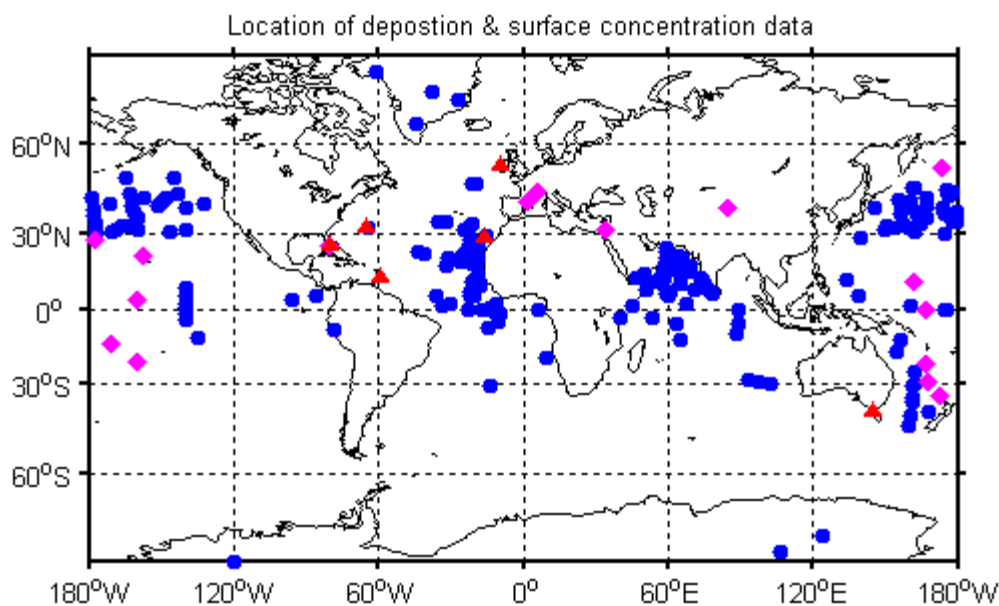 Location of depostion & surface concentration data
60°N
30°N
0°
30°S
60°S
180°W 120°W 60°W 0° 60°E 120°E 180°W